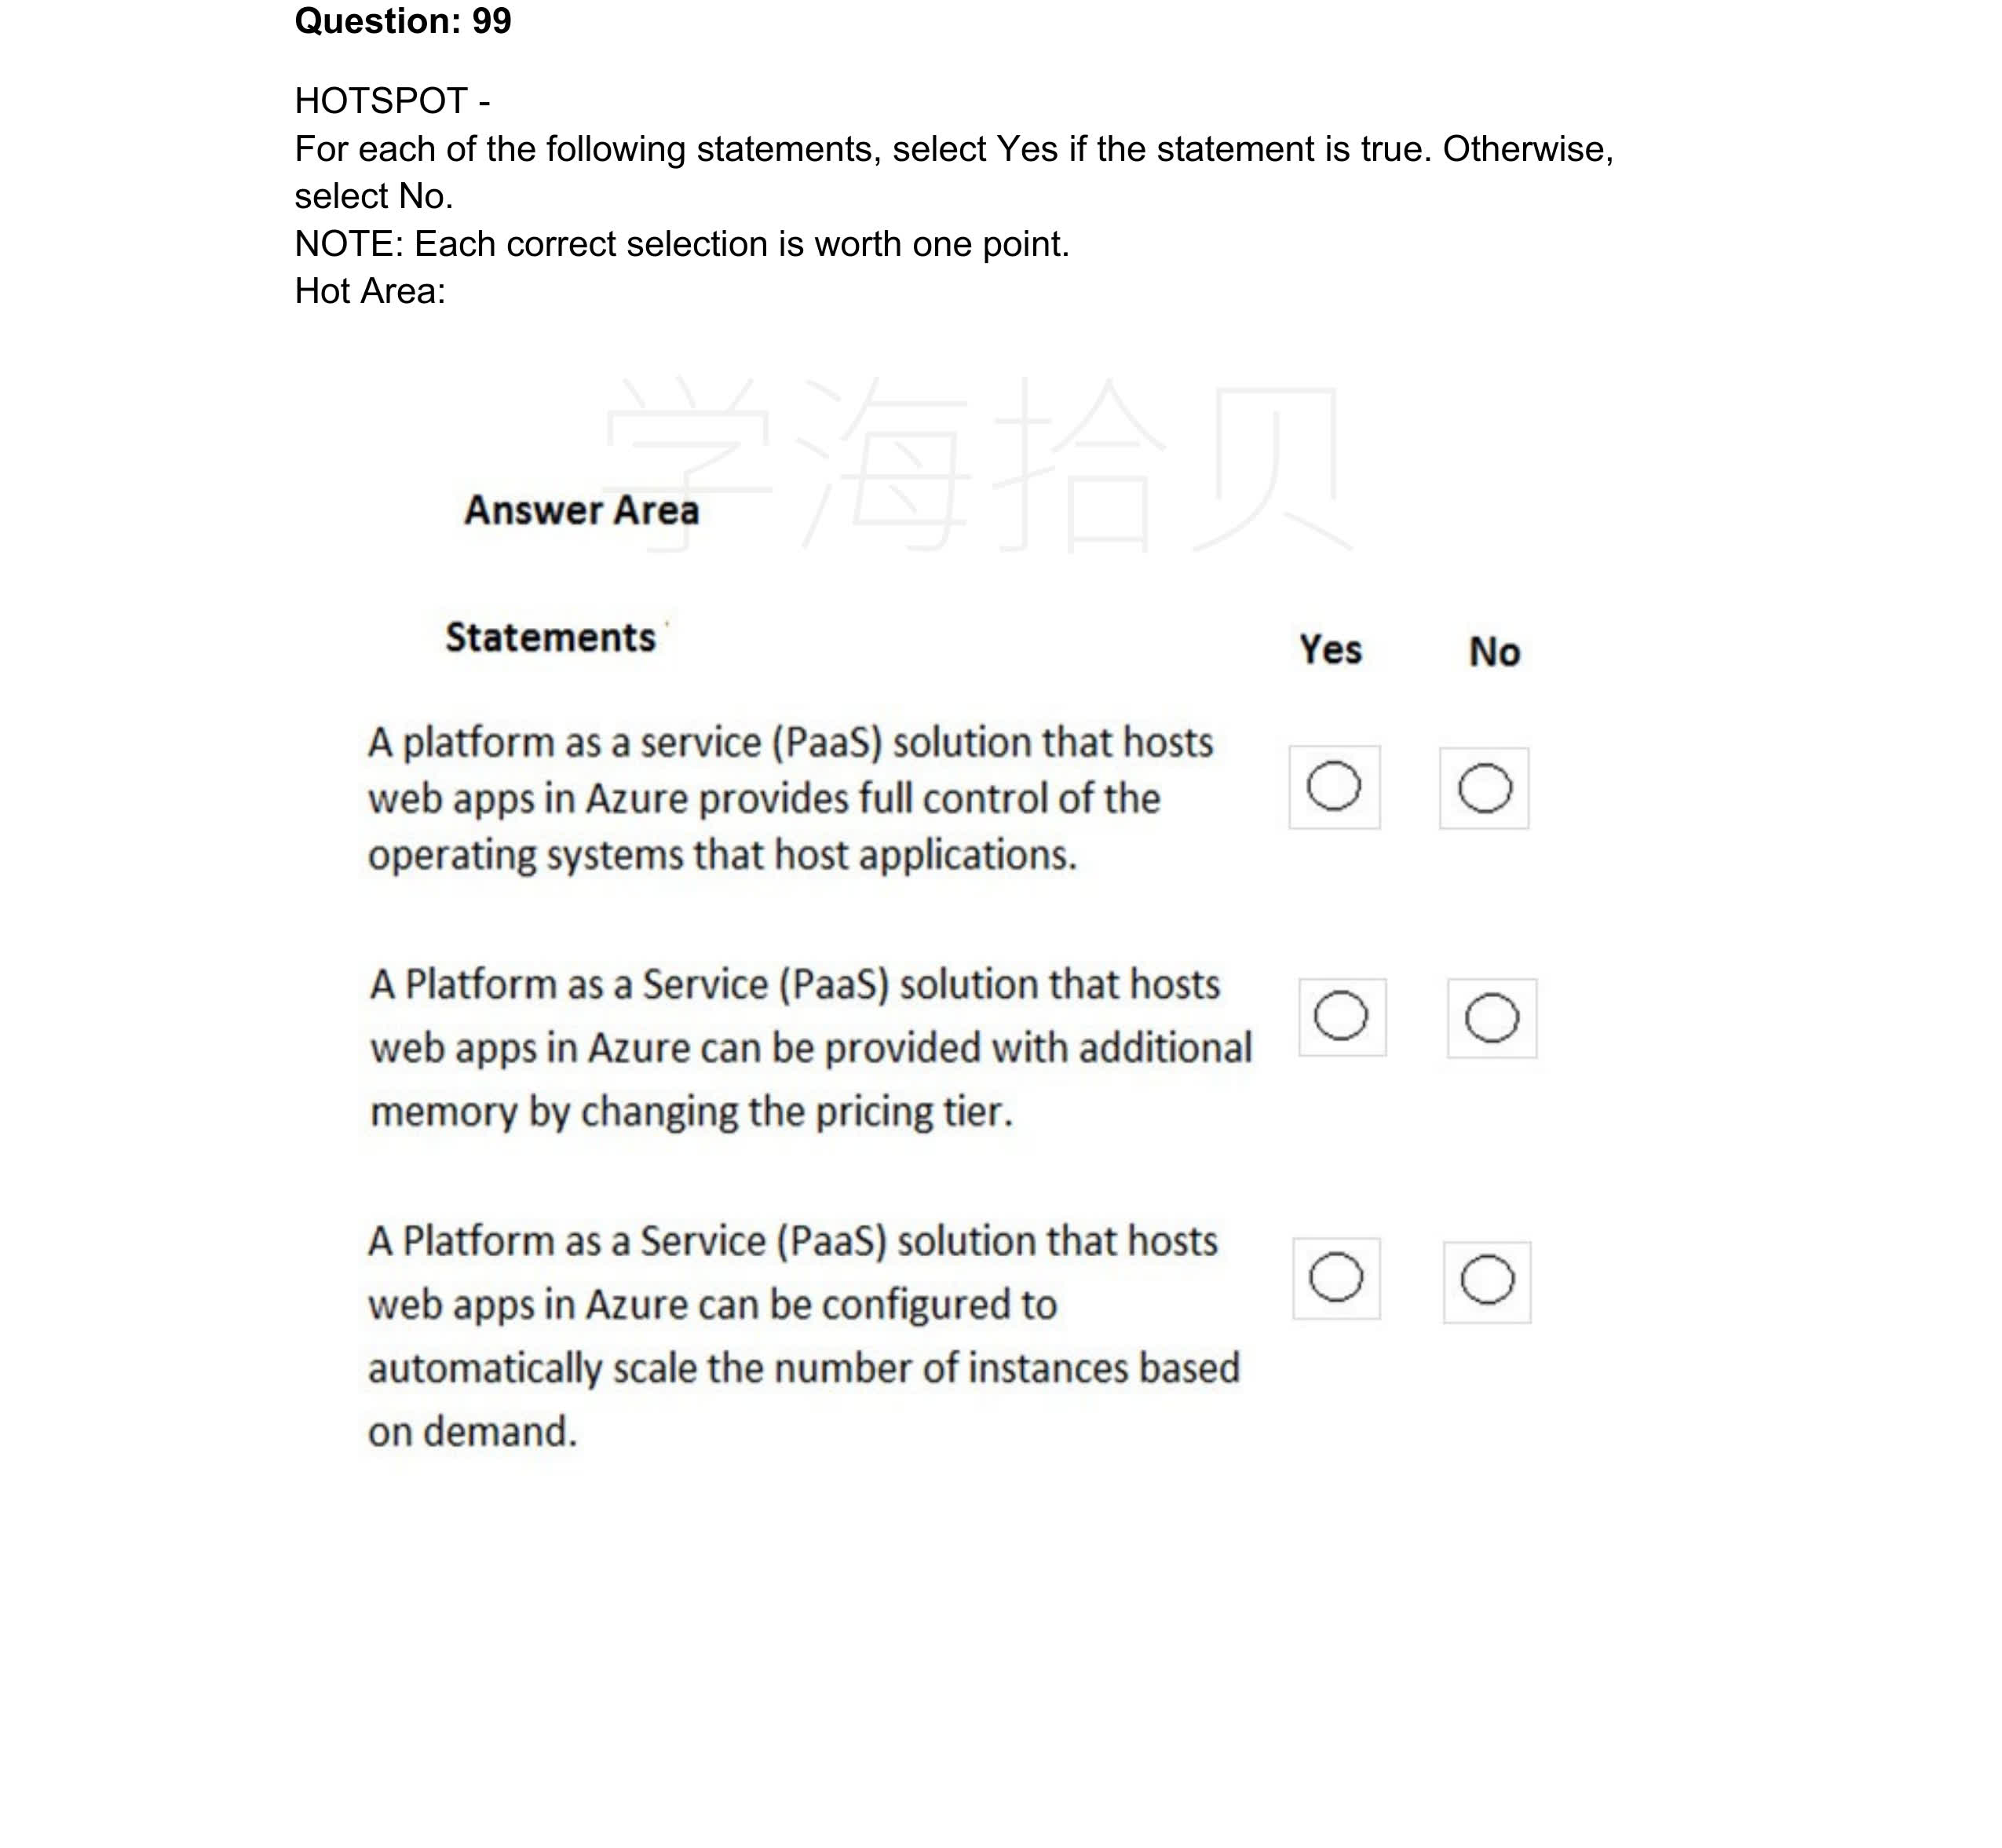 Question: 99
HOTSPOT -
For each of the following statements, select Yes if the statement is true. Otherwise,
select No.
NOTE: Each correct selection is worth one point.
Hot Area:
学海拾贝
Answer Area
Statements
Yes No
A platform as a service (PaaS) solution that hosts
web apps in Azure provides full control of the
operating systems that host applications.
A Platform as a Service (PaaS) solution that hosts
web apps in Azure can be provided with additional
memory by changing the pricing tier.
A Platform as a Service (PaaS) solution that hosts
web apps in Azure can be configured to
automatically scale the number of instances based
on demand.